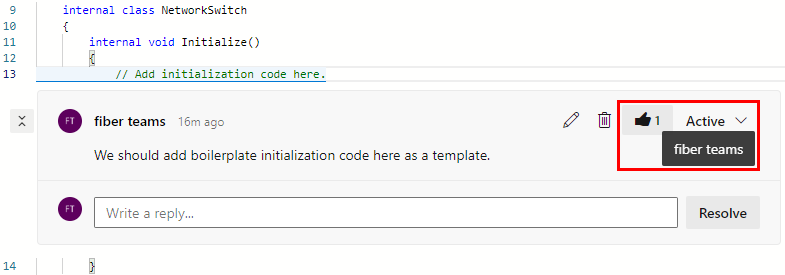 9 internal class NetworkSwitch
10 {
11 internal void Initialize()
12 {
13 // Add initialization code here.
FT fiber teams 16m ago 1 Active
fiber teams
We should add boilerplate initialization code here as a template.
FT Write a reply... Resolve
14 }